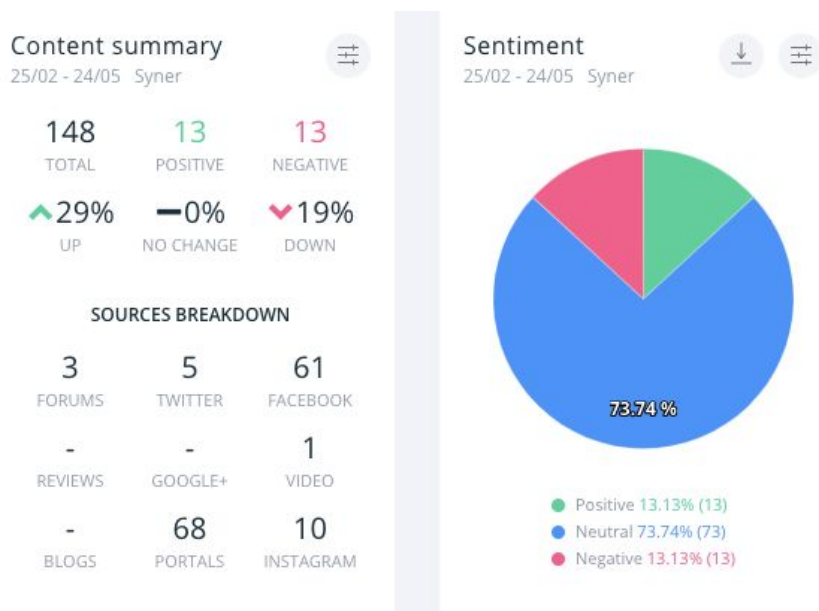 Content summary
25/02 - 24/05 Syner
148 13 13
TOTAL POSITIVE NEGATIVE
29% 0% 19%
UP NO CHANGE DOWN
SOURCES BREAKDOWN
3 5 61
FORUMS TWITTER FACEBOOK
- - 1
REVIEWS GOOGLE+ VIDEO
- 68 10
BLOGS PORTALS INSTAGRAM
Sentiment
25/02 - 24/05 Syner
73.74 %
Positive 13.13% (13)
Neutral 73.74% (73)
Negative 13.13% (13)